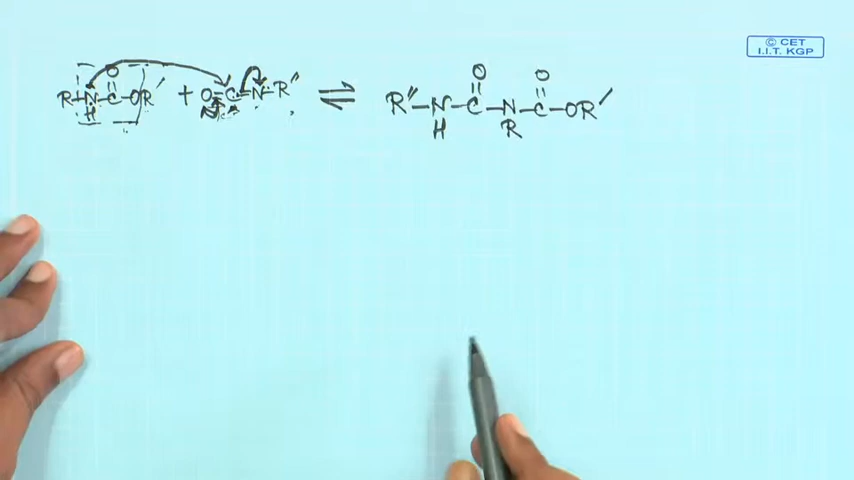 © CET
I.I.T. KGP
R-N-C-OR' + O=C=N-R'' ⇌ R''-N-C-N-C-OR'
O O O
H H R